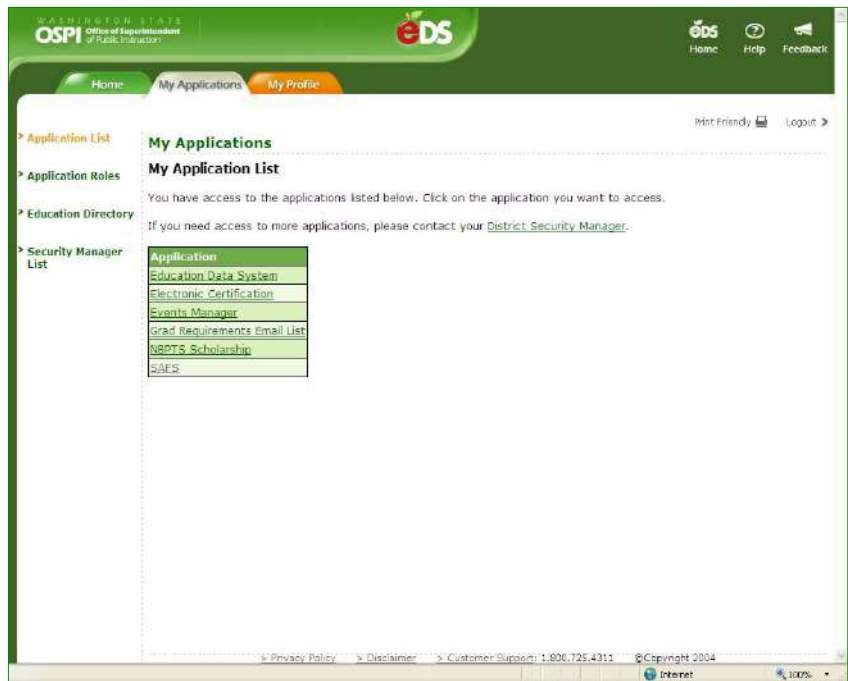 WASHINGTON STATE
OSPI Office of Superintendent
of Public Instruction
eDS
eDS
Home
Help
Feedback
Home
My Applications
My Profile
Print Friendly
Logout >
> Application List
> Application Roles
> Education Directory
> Security Manager
List
My Applications
My Application List
You have access to the applications listed below. Click on the application you want to access.
If you need access to more applications, please contact your District Security Manager.
Application
Education Data System
Electronic Certification
Events Manager
Grad Requirements Email List
NBPTS Scholarship
SAFS
> Privacy Policy > Disclaimer > Customer Support: 1.800.725.4311 ©Copyright 2004
Internet 100%